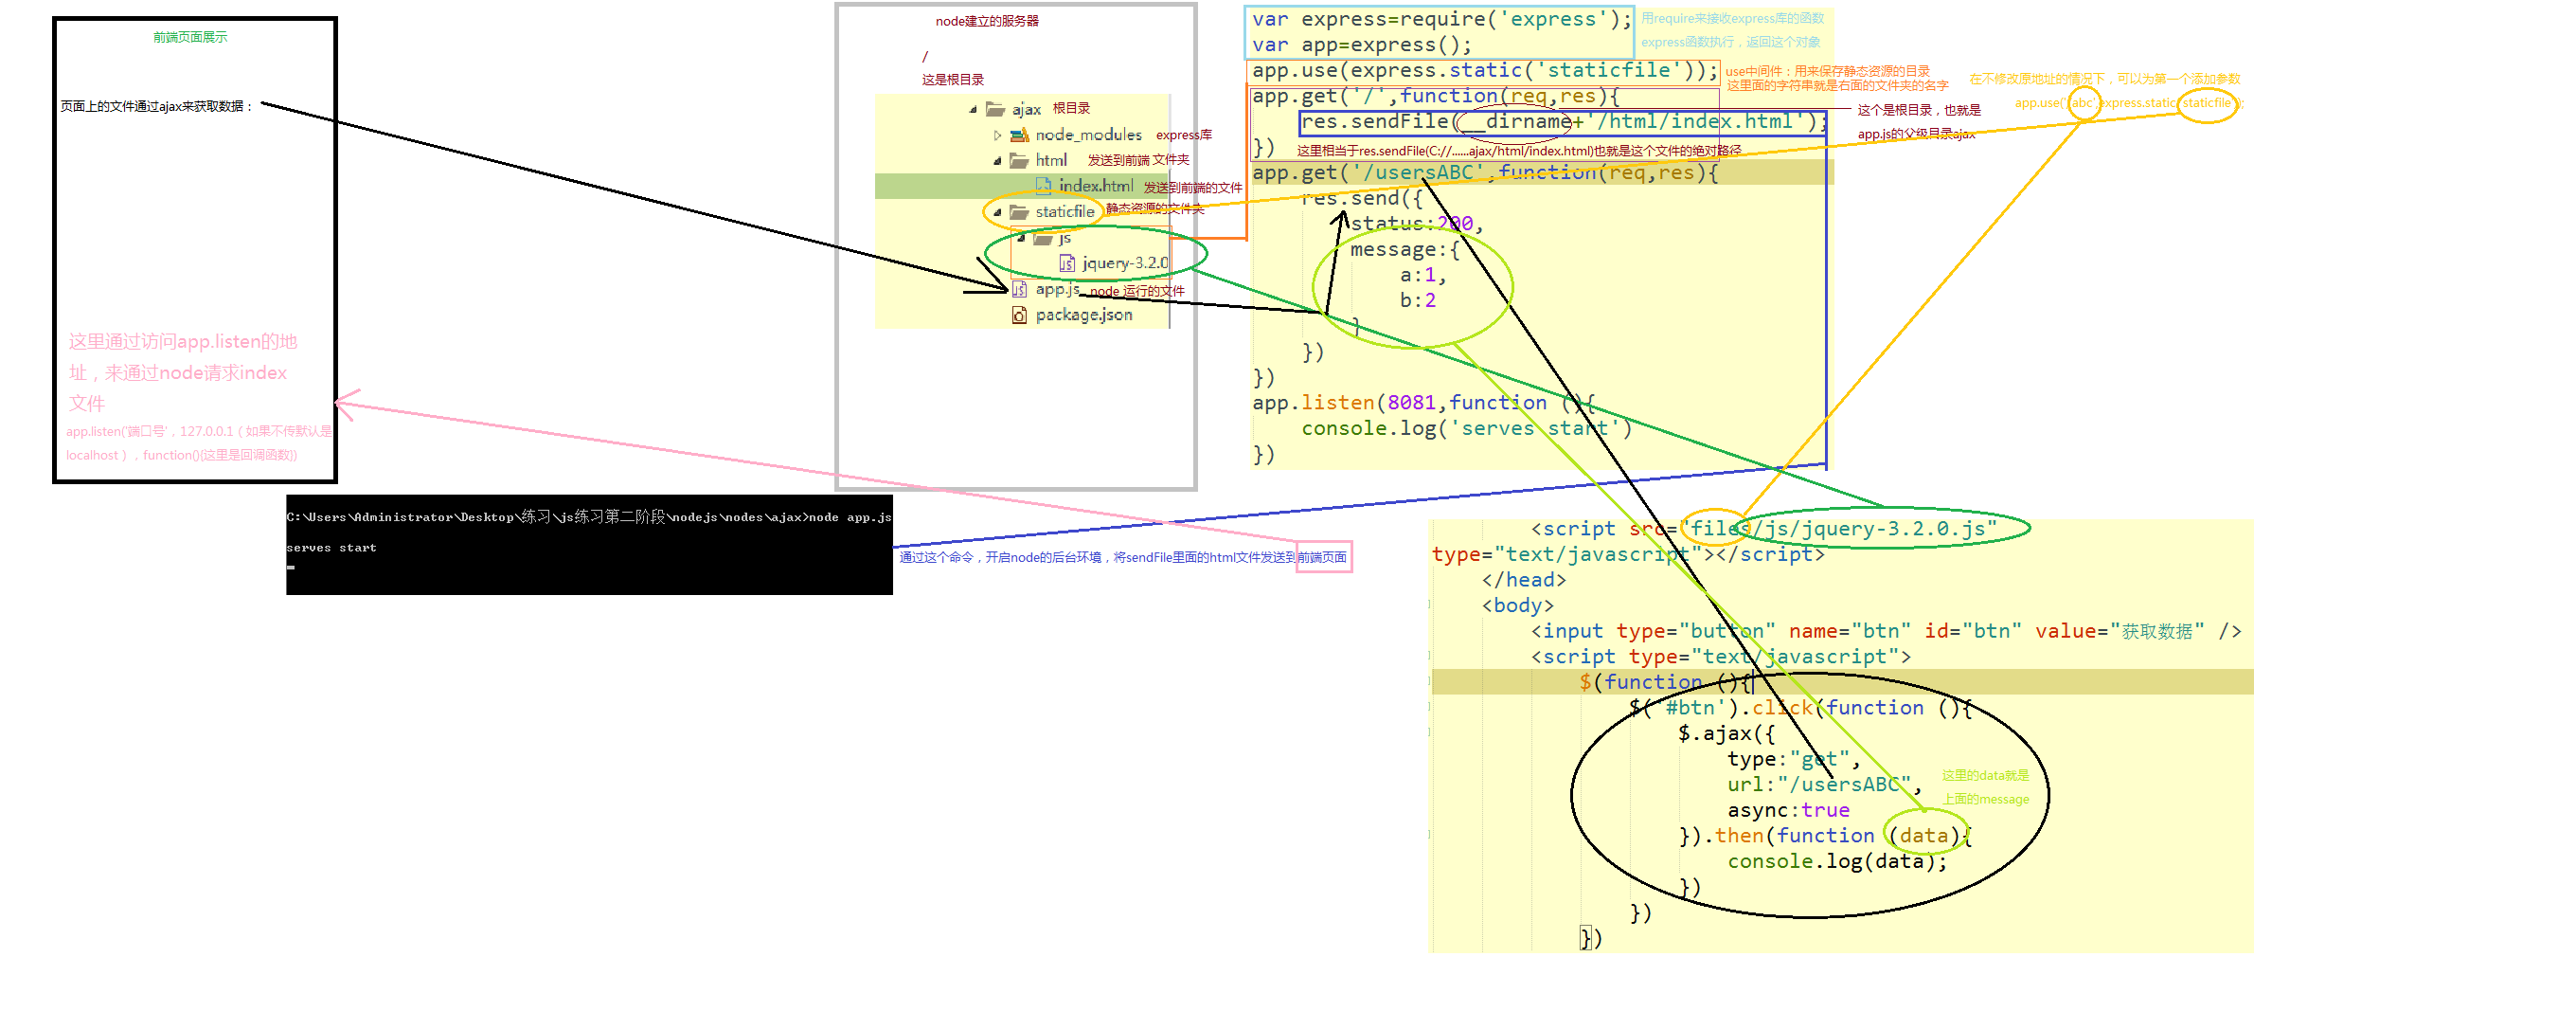 前端页面展示
页面上的文件通过ajax来获取数据：
这里通过访问app.listen的地
址，来通过node请求index
文件
app.listen('端口号'，127.0.0.1（如果不传默认是
localhost），function(){这里是回调函数})
node建立的服务器
/
这是根目录
ajax 根目录
node_modules express库
html 发送到前端 文件夹
index.html 发送到前端的文件
staticfile 静态资源的文件夹
js
jquery-3.2.0
app.js node 运行的文件
package.json
var express=require('express');
var app=express();
app.use(express.static('staticfile'));
app.get('/',function(req,res){
res.sendFile(__dirname+'/html/index.html');
})
这里相当于res.sendFile(C://......ajax/html/index.html)也就是这个文件的绝对路径
app.get('/usersABC',function(req,res){
res.send({
status:200,
message:{
a:1,
b:2
}
})
})
app.listen(8081,function (){
console.log('serves start')
})
用require来接收express库的函数
express函数执行，返回这个对象
use中间件：用来保存静态资源的目录
这里面的字符串就是右面的文件夹的名字
在不修改原地址的情况下，可以为第一个添加参数
app.use('/abc',express.static('staticfile'));
这个是根目录，也就是
app.js的父级目录ajax
C:\Users\Administrator\Desktop\练习\js练习第二阶段\nodejs\nodes\ajax>node app.js
serves start
通过这个命令，开启node的后台环境，将sendFile里面的html文件发送到前端页面
<script src="files/js/jquery-3.2.0.js"
type="text/javascript"></script>
</head>
<body>
<input type="button" name="btn" id="btn" value="获取数据" />
<script type="text/javascript">
$(function (){
$('#btn').click(function (){
$.ajax({
type:"get",
url:"/usersABC",
async:true
}).then(function (data){
console.log(data);
})
})
})
这里的data就是
上面的message